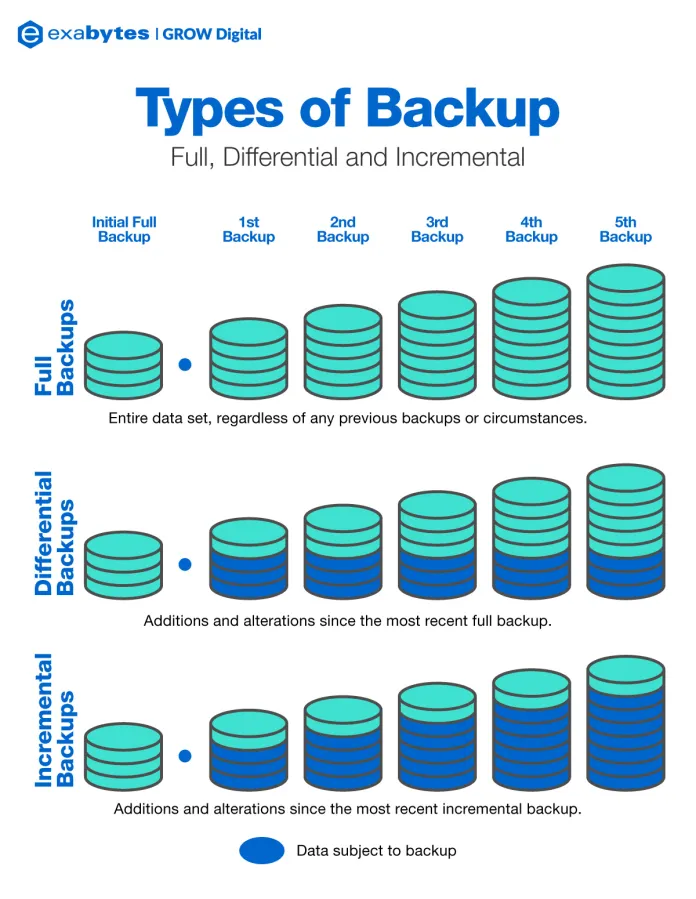 exabytes | GROW Digital
Types of Backup
Full, Differential and Incremental
Initial Full
Backup
1st
Backup
2nd
Backup
3rd
Backup
4th
Backup
5th
Backup
Full
Backups
Entire data set, regardless of any previous backups or circumstances.
Differential
Backups
Additions and alterations since the most recent full backup.
Incremental
Backups
Additions and alterations since the most recent incremental backup.
Data subject to backup